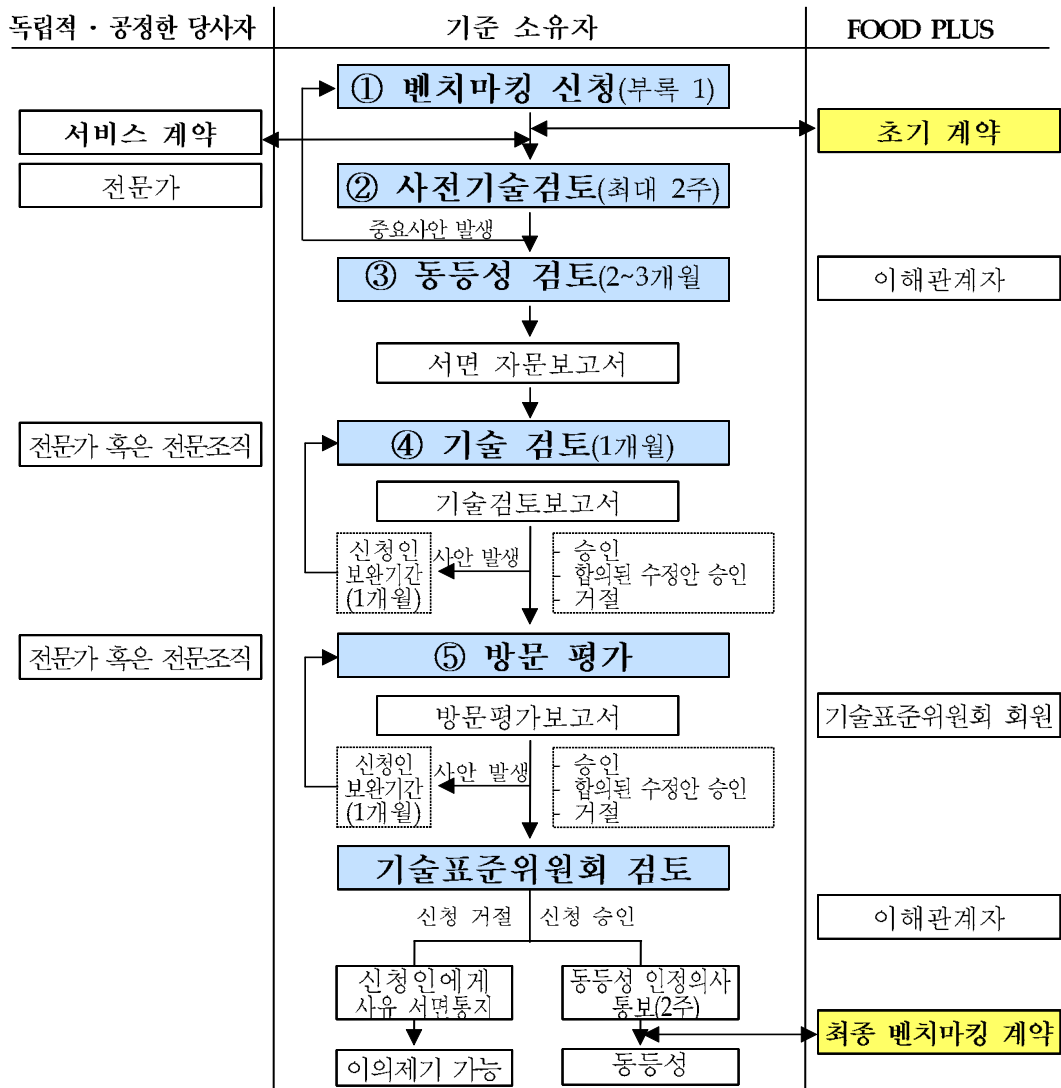 독립적 · 공정한 당사자
기준 소유자
FOOD PLUS
① 벤치마킹 신청(부록 1)
서비스 계약
초기 계약
전문가
② 사전기술검토(최대 2주)
중요사안 발생
③ 동등성 검토(2~3개월
이해관계자
서면 자문보고서
전문가 혹은 전문조직
④ 기술 검토(1개월)
기술검토보고서
신청인
보완기간
(1개월)
사안 발생
- 승인
- 합의된 수정안 승인
- 거절
전문가 혹은 전문조직
⑤ 방문 평가
방문평가보고서
기술표준위원회 회원
신청인
보완기간
(1개월)
사안 발생
- 승인
- 합의된 수정안 승인
- 거절
기술표준위원회 검토
신청 거절
신청 승인
이해관계자
신청인에게
사유 서면통지
동등성 인정의사
통보(2주)
최종 벤치마킹 계약
이의제기 가능
동등성